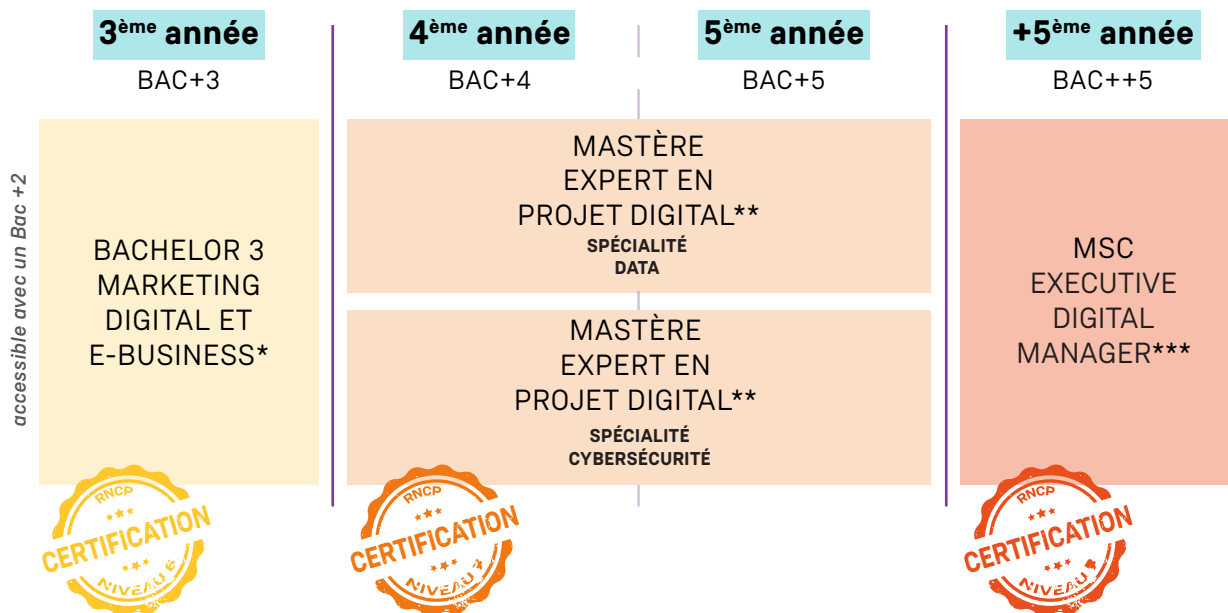 3ème année
4ème année
5ème année
+5ème année
BAC+3
BAC+4
BAC+5
BAC++5
accessible avec un Bac +2
BACHELOR 3
MARKETING
DIGITAL ET
E-BUSINESS*
MASTÈRE
EXPERT EN
PROJET DIGITAL**
SPÉCIALITÉ
DATA
MASTÈRE
EXPERT EN
PROJET DIGITAL**
SPÉCIALITÉ
CYBERSÉCURITÉ
MSC
EXECUTIVE
DIGITAL
MANAGER***
RNCP
CERTIFICATION
NIVEAU 6
RNCP
CERTIFICATION
NIVEAU 7
RNCP
CERTIFICATION
NIVEAU 7